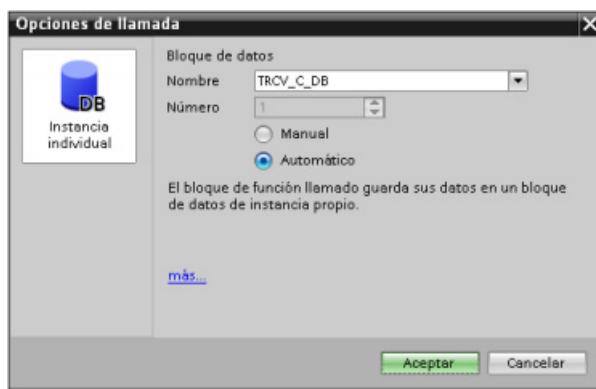 Opciones de llamada
DB
Instancia
individual
Bloque de datos
Nombre TRCV_C_DB
Número 1
Manual
Automático
El bloque de función llamado guarda sus datos en un bloque
de datos de instancia propio.
más...
Aceptar Cancelar